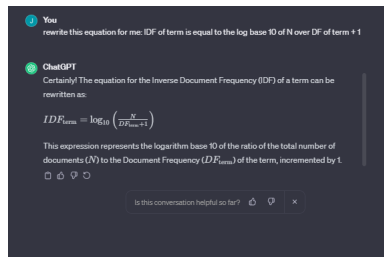 J You
rewrite this equation for me: IDF of term is equal to the log base 10 of N over DF of term + 1
ChatGPT
Certainly! The equation for the Inverse Document Frequency (IDF) of a term can be
rewritten as:
IDF_term = log₁₀ (N / DF_term+1)
This expression represents the logarithm base 10 of the ratio of the total number of
documents (N) to the Document Frequency (DF_term) of the term, incremented by 1.
Is this conversation helpful so far?